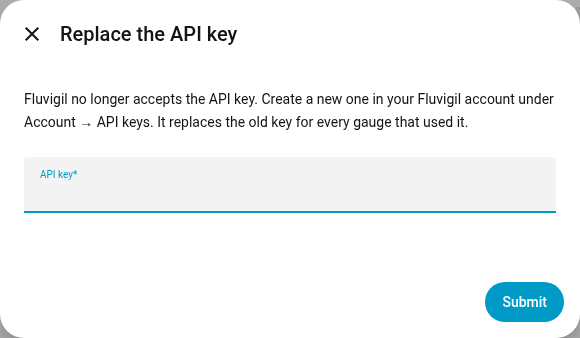 Replace the API key
Fluvigil no longer accepts the API key. Create a new one in your Fluvigil account under
Account → API keys. It replaces the old key for every gauge that used it.
API key*
Submit